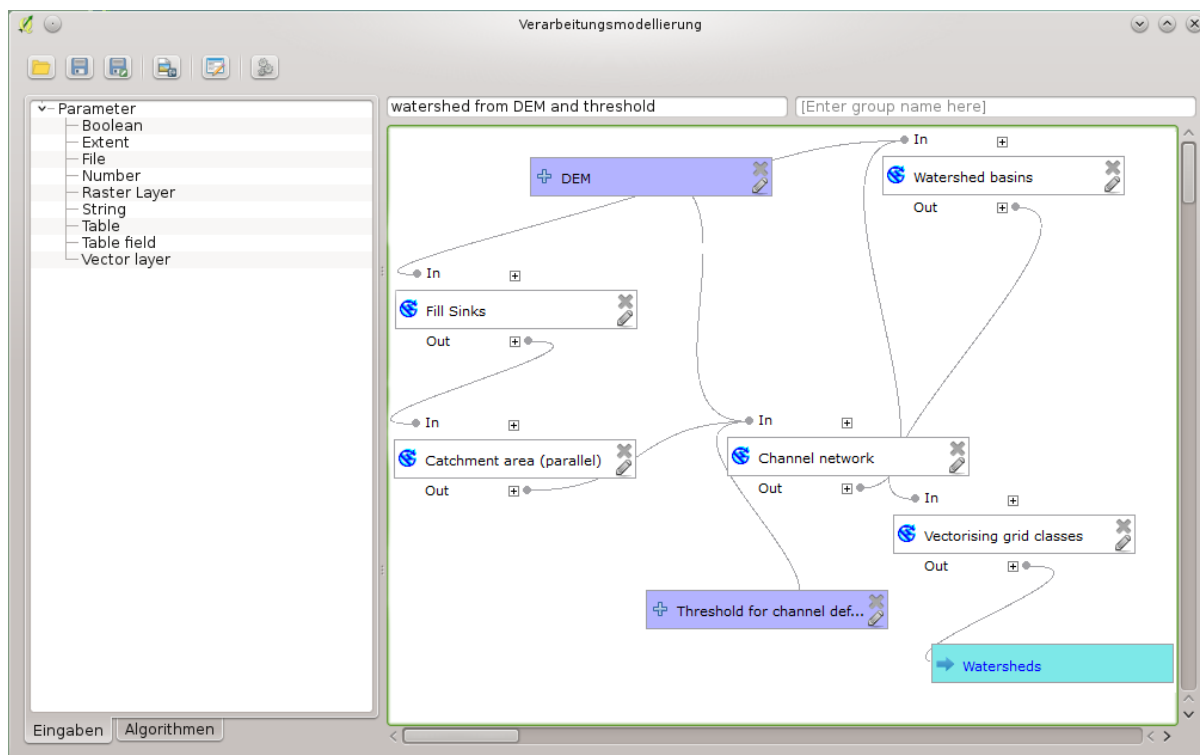 Verarbeitungsmodellierung
Parameter
Boolean
Extent
File
Number
Raster Layer
String
Table
Table field
Vector layer
Eingaben
Algorithmen
watershed from DEM and threshold
[Enter group name here]
In
DEM
Watershed basins
Out
In
Fill Sinks
Out
In
Catchment area (parallel)
Out
In
Channel network
Out
In
Vectorising grid classes
Out
Threshold for channel def...
Watersheds